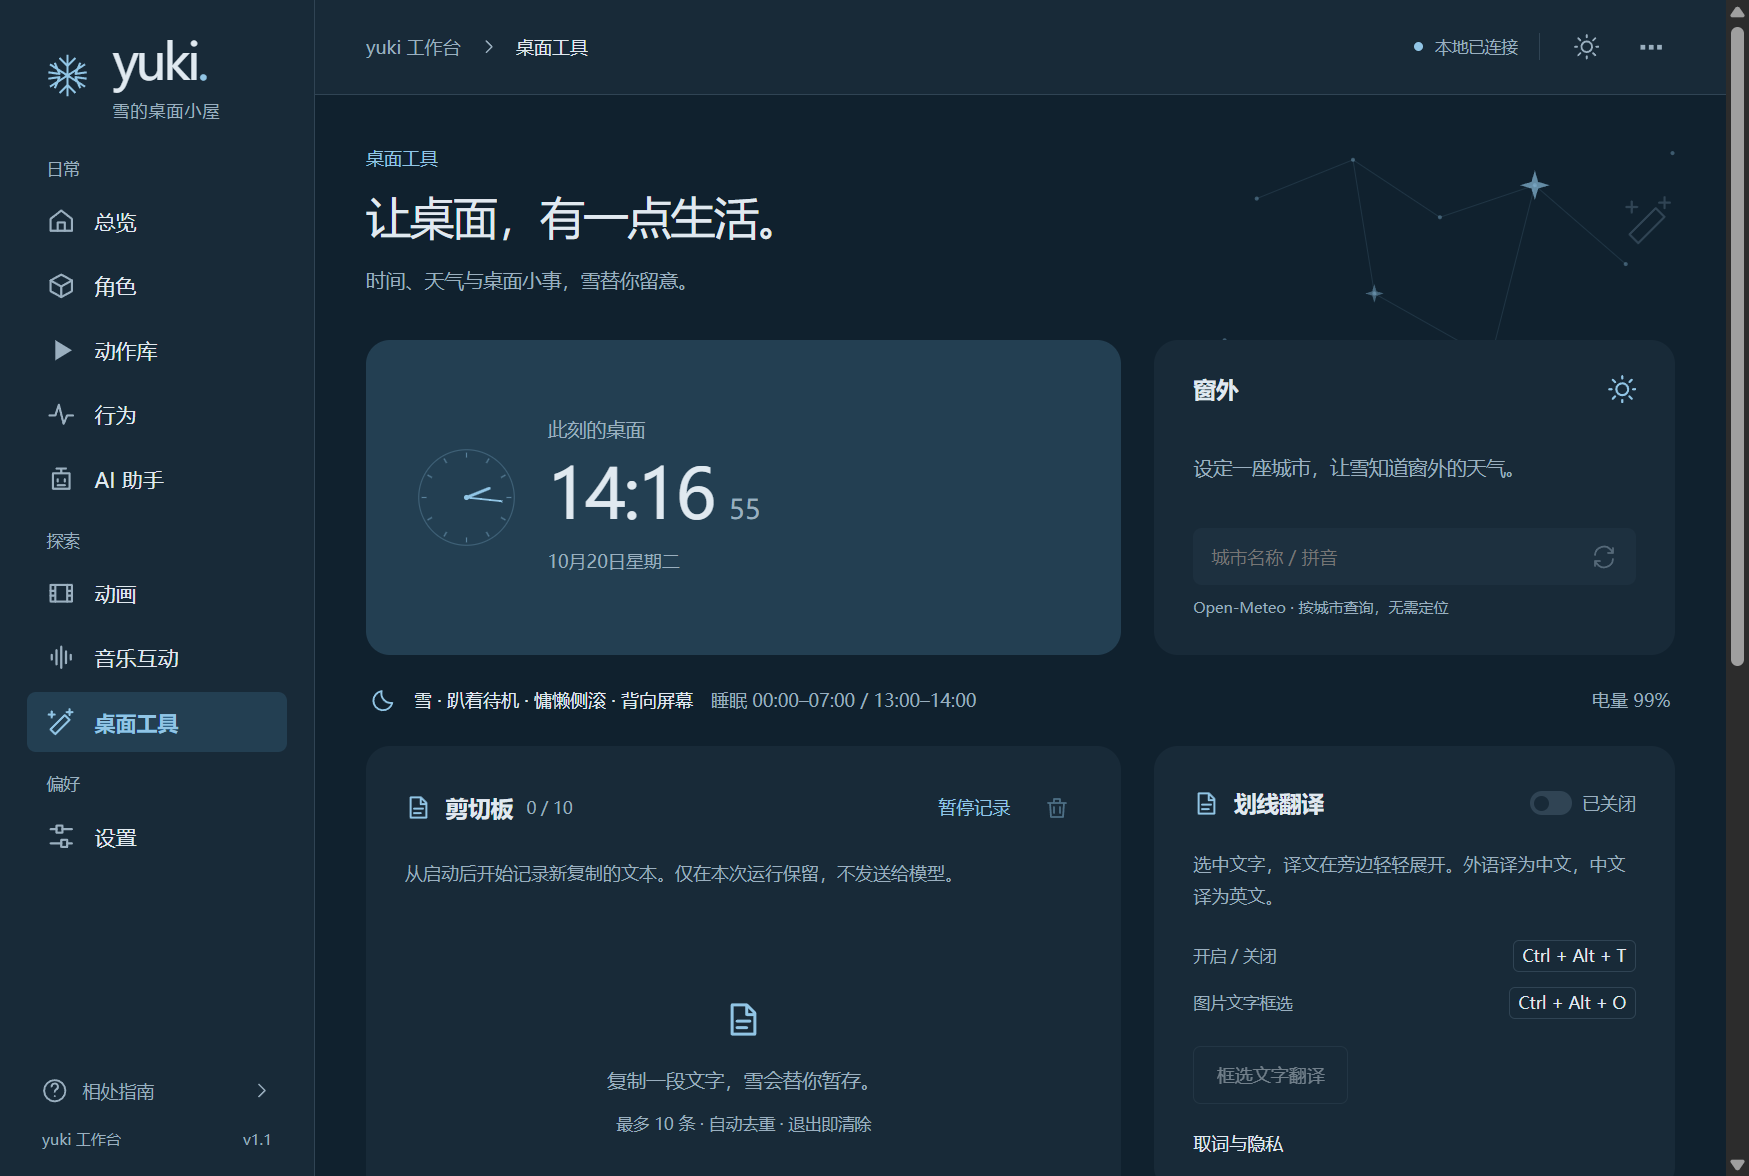 yuki.
雪的桌面小屋
日常
总览
角色
动作库
行为
AI 助手
探索
动画
音乐互动
桌面工具
偏好
设置
相处指南
yuki 工作台 v1.1
yuki 工作台 > 桌面工具
本地已连接
桌面工具
让桌面，有一点生活。
时间、天气与桌面小事，雪替你留意。
此刻的桌面
14:16 55
10月20日星期二
窗外
设定一座城市，让雪知道窗外的天气。
城市名称 / 拼音
Open-Meteo · 按城市查询，无需定位
雪 · 趴着待机 · 慵懒侧滚 · 背向屏幕 睡眠 00:00–07:00 / 13:00–14:00
电量 99%
剪切板 0 / 10 暂停记录
从启动后开始记录新复制的文本。仅在本次运行保留，不发送给模型。
复制一段文字，雪会替你暂存。
最多 10 条 · 自动去重 · 退出即清除
划线翻译 已关闭
选中文字，译文在旁边轻轻展开。外语译为中文，中文
译为英文。
开启 / 关闭 Ctrl + Alt + T
图片文字框选 Ctrl + Alt + O
框选文字翻译
取词与隐私